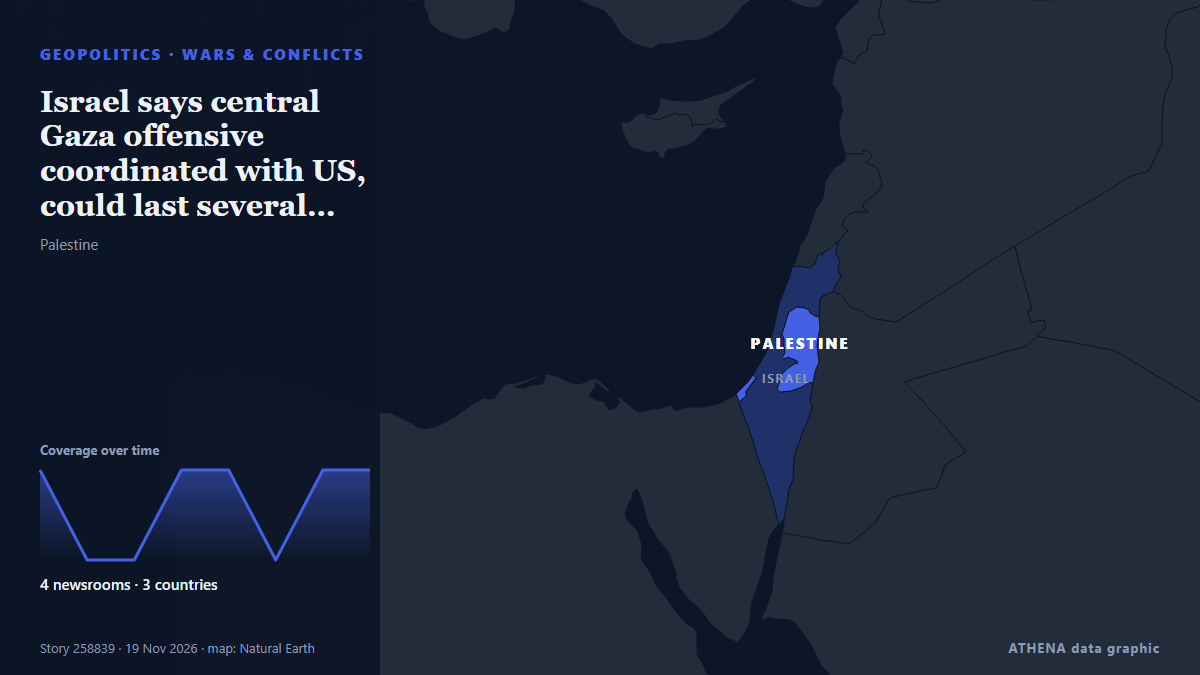 GEOPOLITICS · WARS & CONFLICTS
Israel says central
Gaza offensive
coordinated with US,
could last several...
Palestine
PALESTINE
ISRAEL
Coverage over time
4 newsrooms · 3 countries
Story 258839 · 19 Nov 2026 · map: Natural Earth
ATHENA data graphic